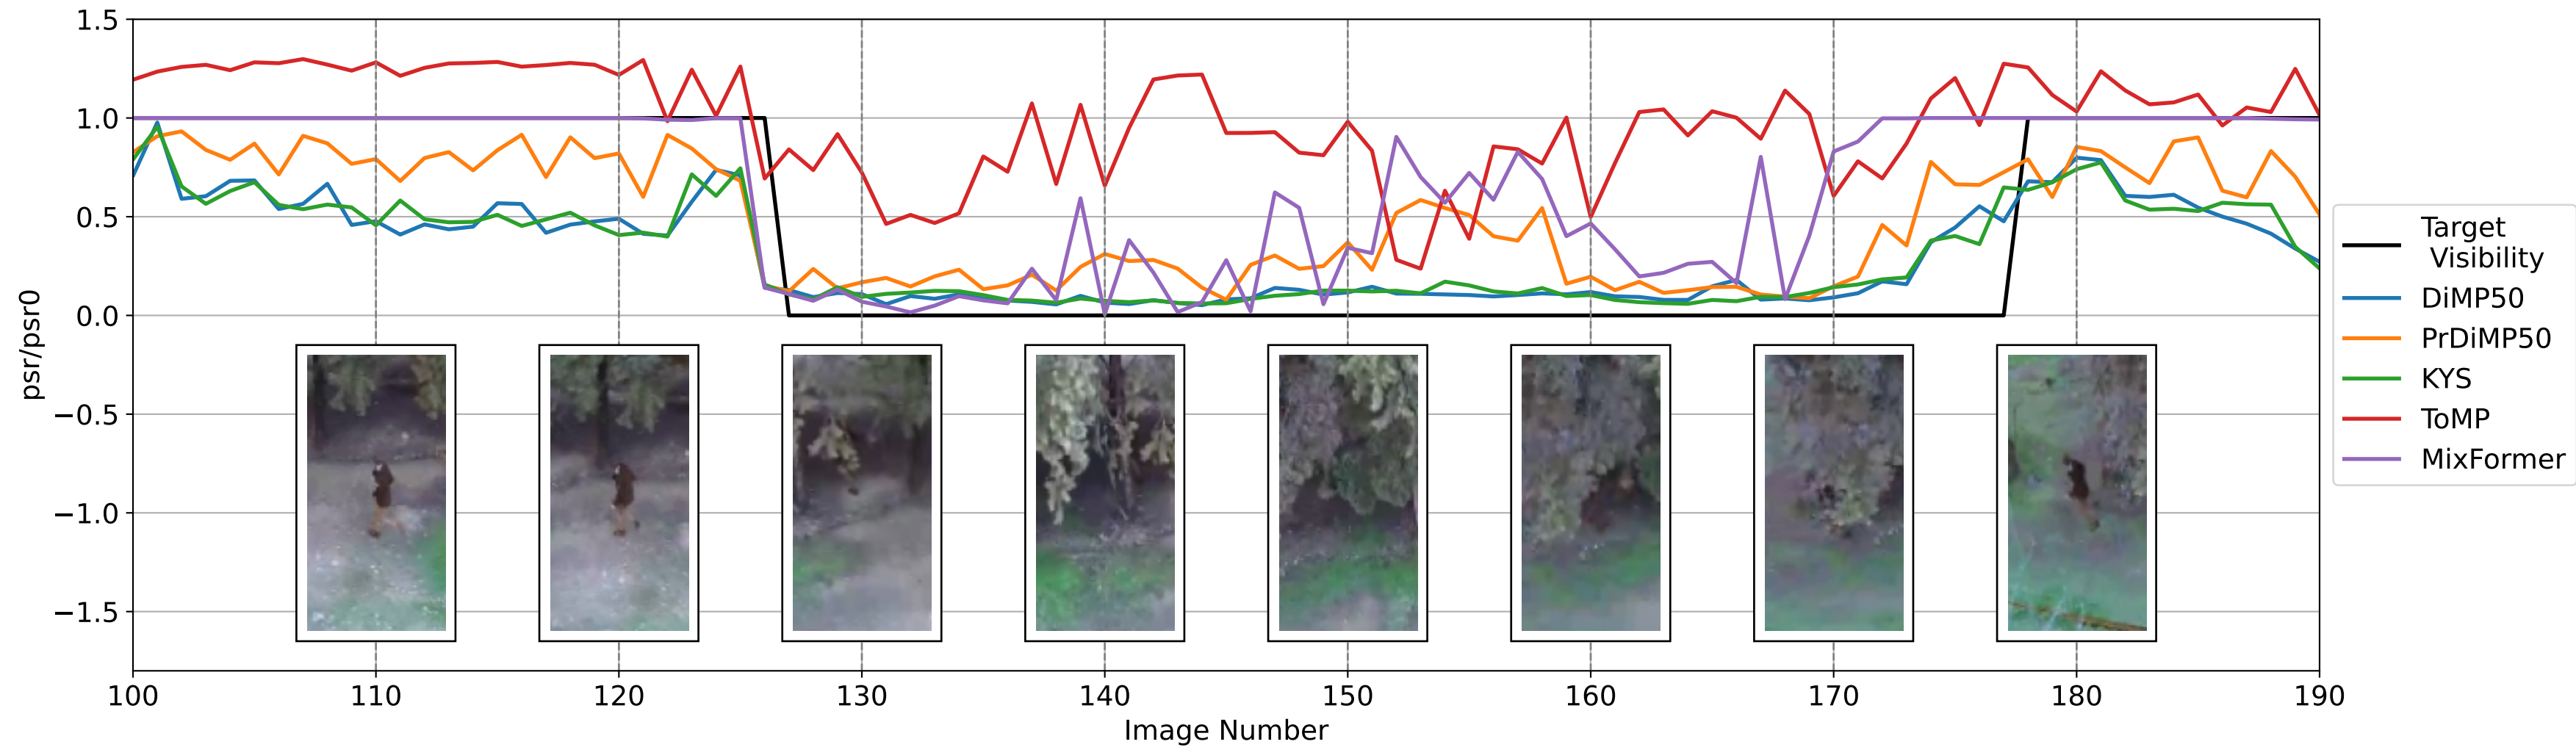 1.5
1.0
0.5
0.0
−0.5
−1.0
−1.5
psr/psr0
100 110 120 130 140 150 160 170 180 190
Image Number
Target
Visibility
DiMP50
PrDiMP50
KYS
ToMP
MixFormer